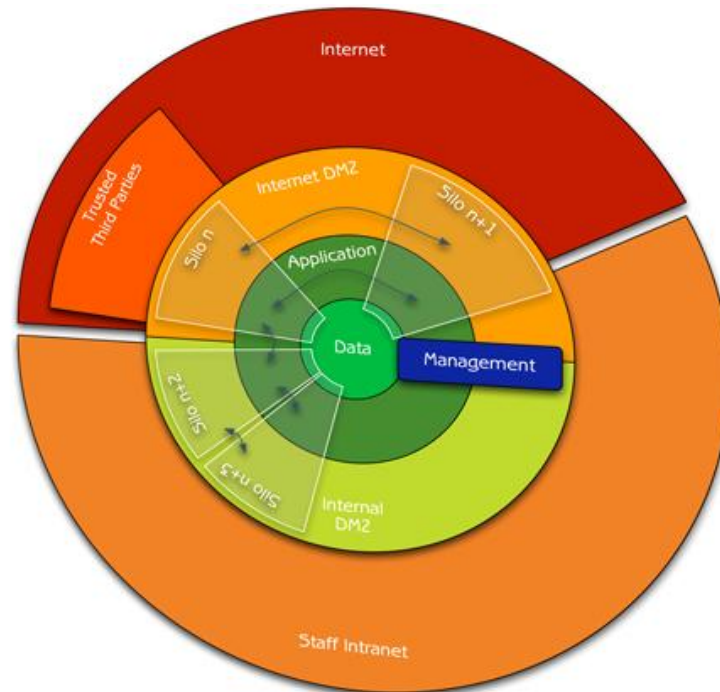 Internet
Trusted
Third Parties
Internet DMZ
Silo n
Silo n+1
Application
Data
Management
Silo n+2
Silo n+3
Internal
DMZ
Staff Intranet